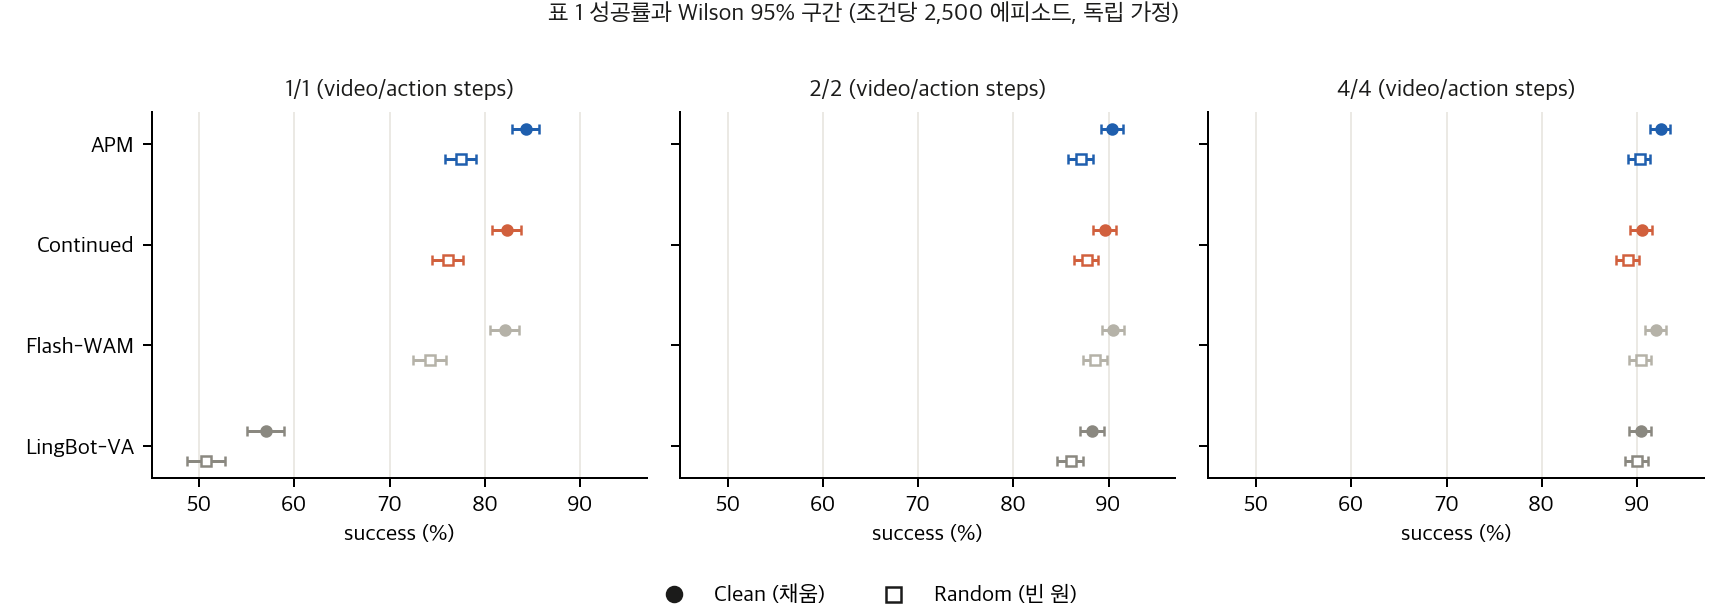 표 1 성공률과 Wilson 95% 구간 (조건당 2,500 에피소드, 독립 가정)
1/1 (video/action steps)
2/2 (video/action steps)
4/4 (video/action steps)
APM
Continued
Flash-WAM
LingBot-VA
50 60 70 80 90
50 60 70 80 90
50 60 70 80 90
success (%)
success (%)
success (%)
Clean (채움)
Random (빈 원)